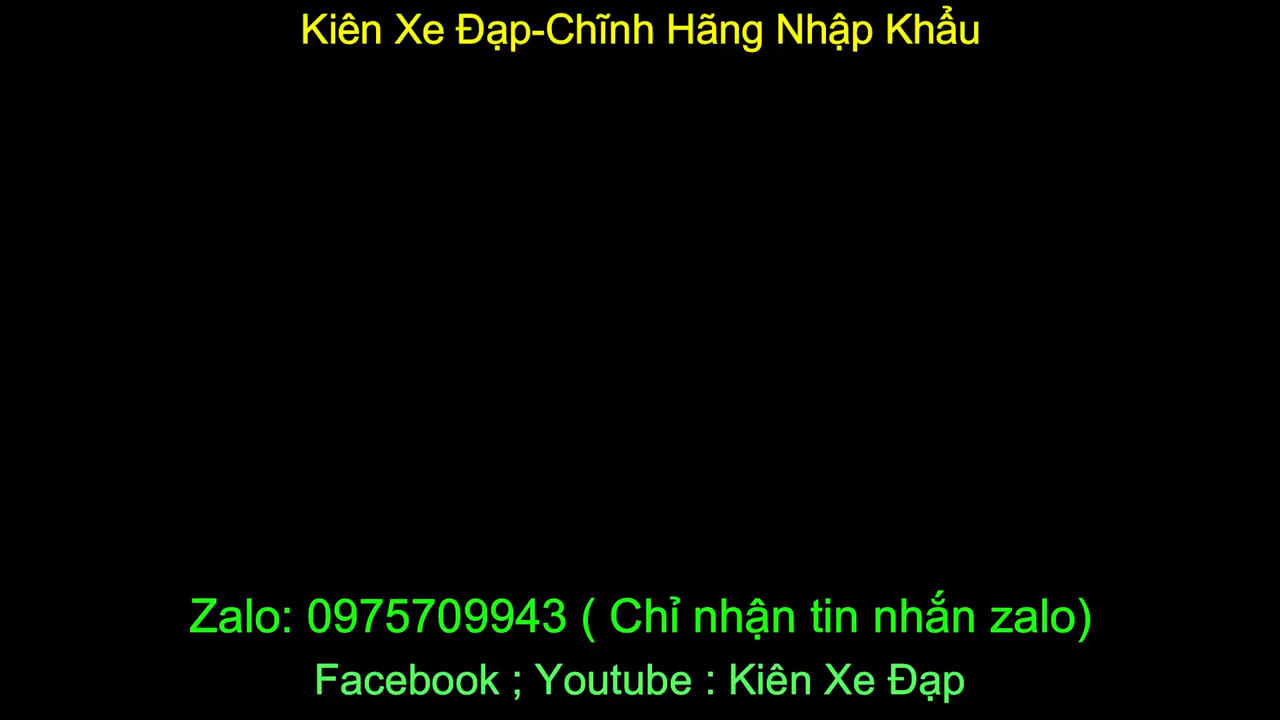 Kiên Xe Đạp-Chĩnh Hãng Nhập Khẩu
Zalo: 0975709943 ( Chỉ nhận tin nhắn zalo)
Facebook ; Youtube : Kiên Xe Đạp